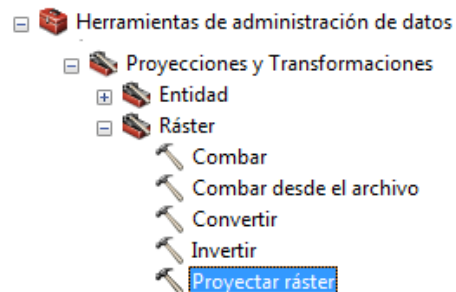 Herramientas de administración de datos
Proyecciones y Transformaciones
Entidad
Ráster
Combar
Combar desde el archivo
Convertir
Invertir
Proyectar ráster